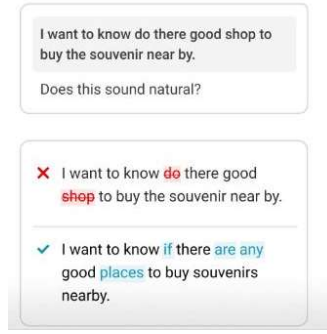 I want to know do there good shop to
buy the souvenir near by.
Does this sound natural?
I want to know do there good
shop to buy the souvenir near by.
I want to know if there are any
good places to buy souvenirs
nearby.